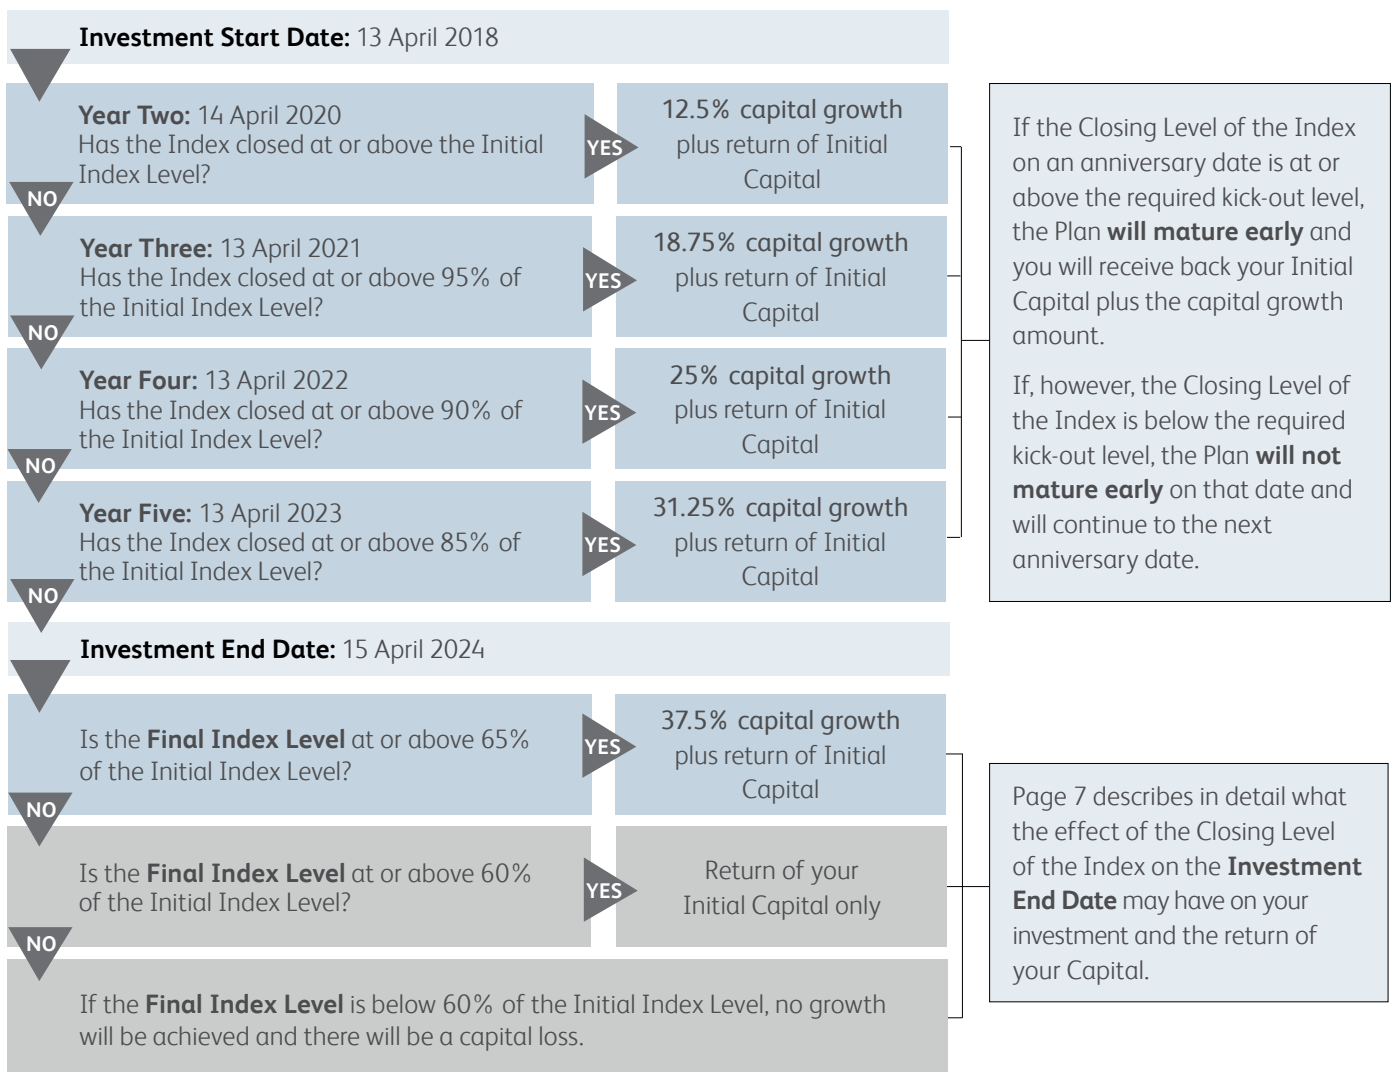 Investment Start Date: 13 April 2018
Year Two: 14 April 2020
Has the Index closed at or above the Initial
Index Level?
YES
12.5% capital growth
plus return of Initial
Capital
NO
Year Three: 13 April 2021
Has the Index closed at or above 95% of
the Initial Index Level?
YES
18.75% capital growth
plus return of Initial
Capital
NO
Year Four: 13 April 2022
Has the Index closed at or above 90% of
the Initial Index Level?
YES
25% capital growth
plus return of Initial
Capital
NO
Year Five: 13 April 2023
Has the Index closed at or above 85% of
the Initial Index Level?
YES
31.25% capital growth
plus return of Initial
Capital
NO
If the Closing Level of the Index
on an anniversary date is at or
above the required kick-out level,
the Plan will mature early and
you will receive back your Initial
Capital plus the capital growth
amount.
If, however, the Closing Level of
the Index is below the required
kick-out level, the Plan will not
mature early on that date and
will continue to the next
anniversary date.
Investment End Date: 15 April 2024
Is the Final Index Level at or above 65%
of the Initial Index Level?
YES
37.5% capital growth
plus return of Initial
Capital
NO
Is the Final Index Level at or above 60%
of the Initial Index Level?
YES
Return of your
Initial Capital only
NO
If the Final Index Level is below 60% of the Initial Index Level, no growth
will be achieved and there will be a capital loss.
Page 7 describes in detail what
the effect of the Closing Level
of the Index on the Investment
End Date may have on your
investment and the return of
your Capital.